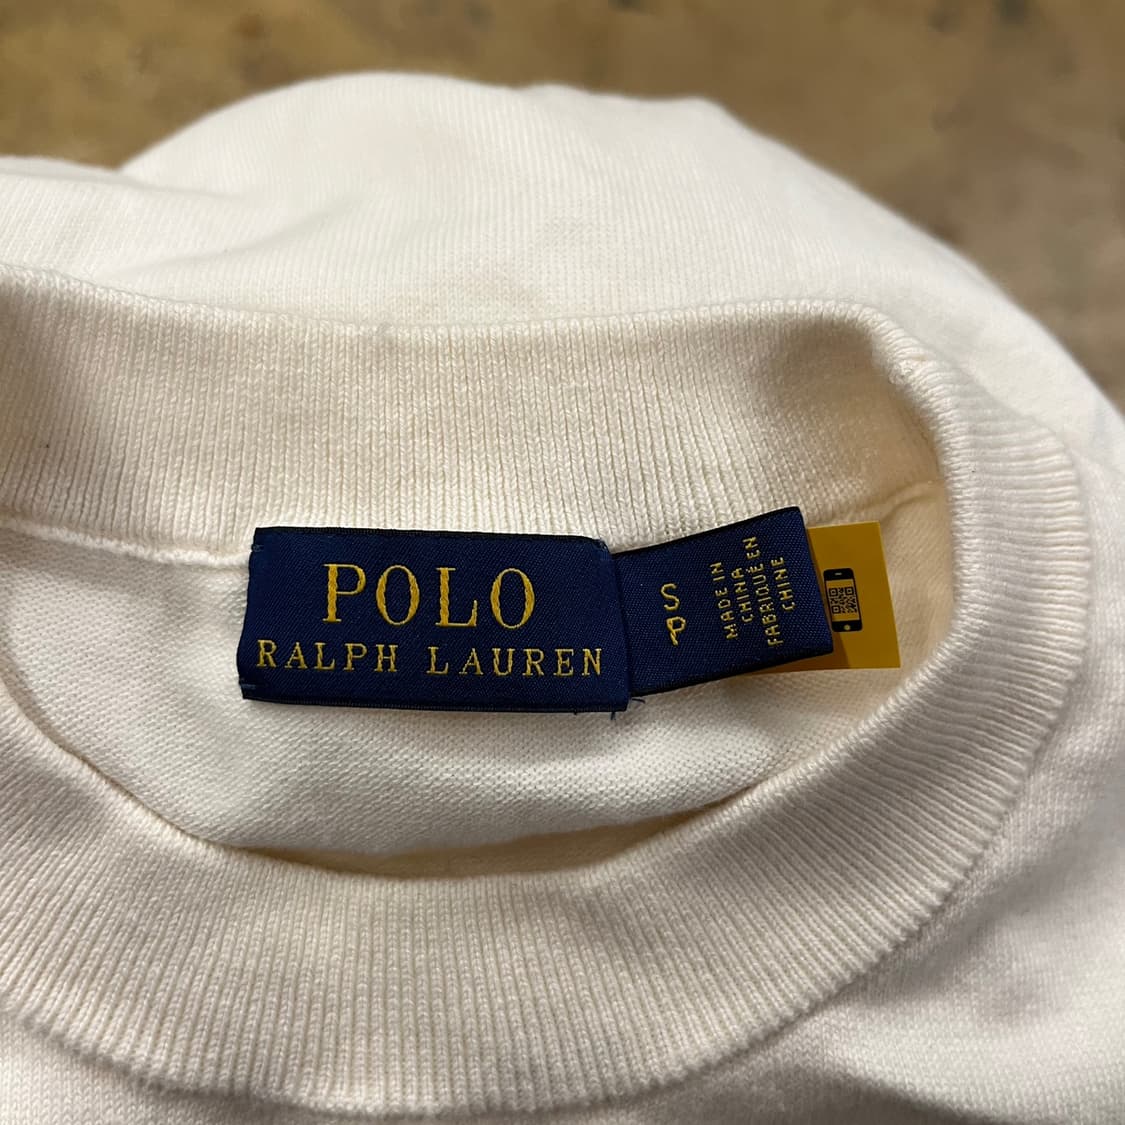 POLO
RALPH LAUREN
S
P
MADE IN
CHINA
FABRIQUÉ EN
CHINE